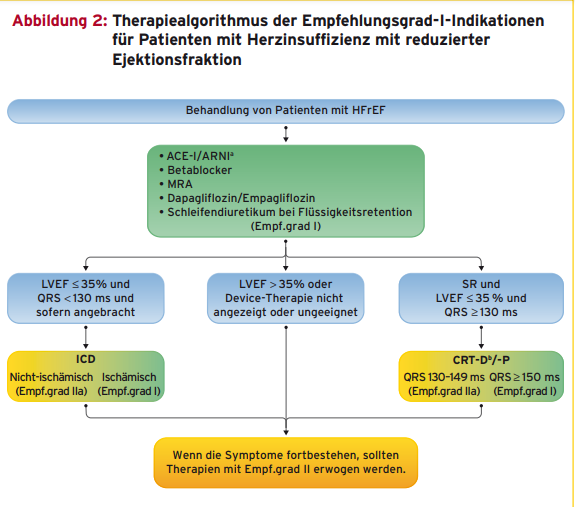 Abbildung 2: Therapiealgorithmus der Empfehlungsgrad-I-Indikationen
für Patienten mit Herzinsuffizienz mit reduzierter
Ejektionsfraktion
Behandlung von Patienten mit HFrEF
• ACE-I/ARNIᵃ
• Betablocker
• MRA
• Dapagliflozin/Empagliflozin
• Schleifendiuretikum bei Flüssigkeitsretention
(Empf.grad I)
LVEF ≤ 35% und
QRS < 130 ms und
sofern angebracht
LVEF > 35% oder
Device-Therapie nicht
angezeigt oder ungeeignet
SR und
LVEF ≤ 35 % und
QRS ≥ 130 ms
ICD
Nicht-ischämisch Ischämisch
(Empf.grad IIa) (Empf.grad I)
CRT-Dᵇ/-P
QRS 130-149 ms QRS ≥ 150 ms
(Empf.grad IIa) (Empf.grad I)
Wenn die Symptome fortbestehen, sollten
Therapien mit Empf.grad II erwogen werden.